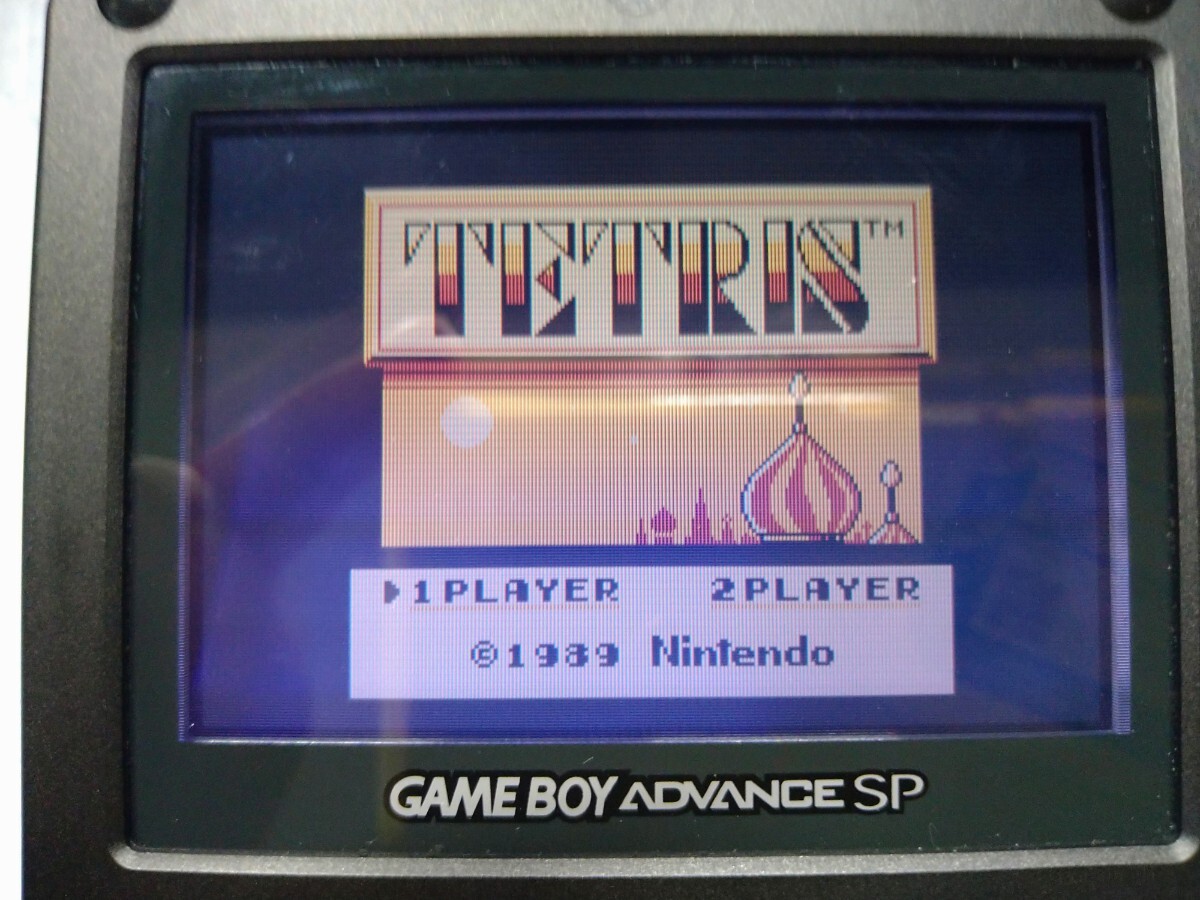 TETRIS™
▶1PLAYER 2PLAYER
©1989 Nintendo
GAME BOY ADVANCE SP